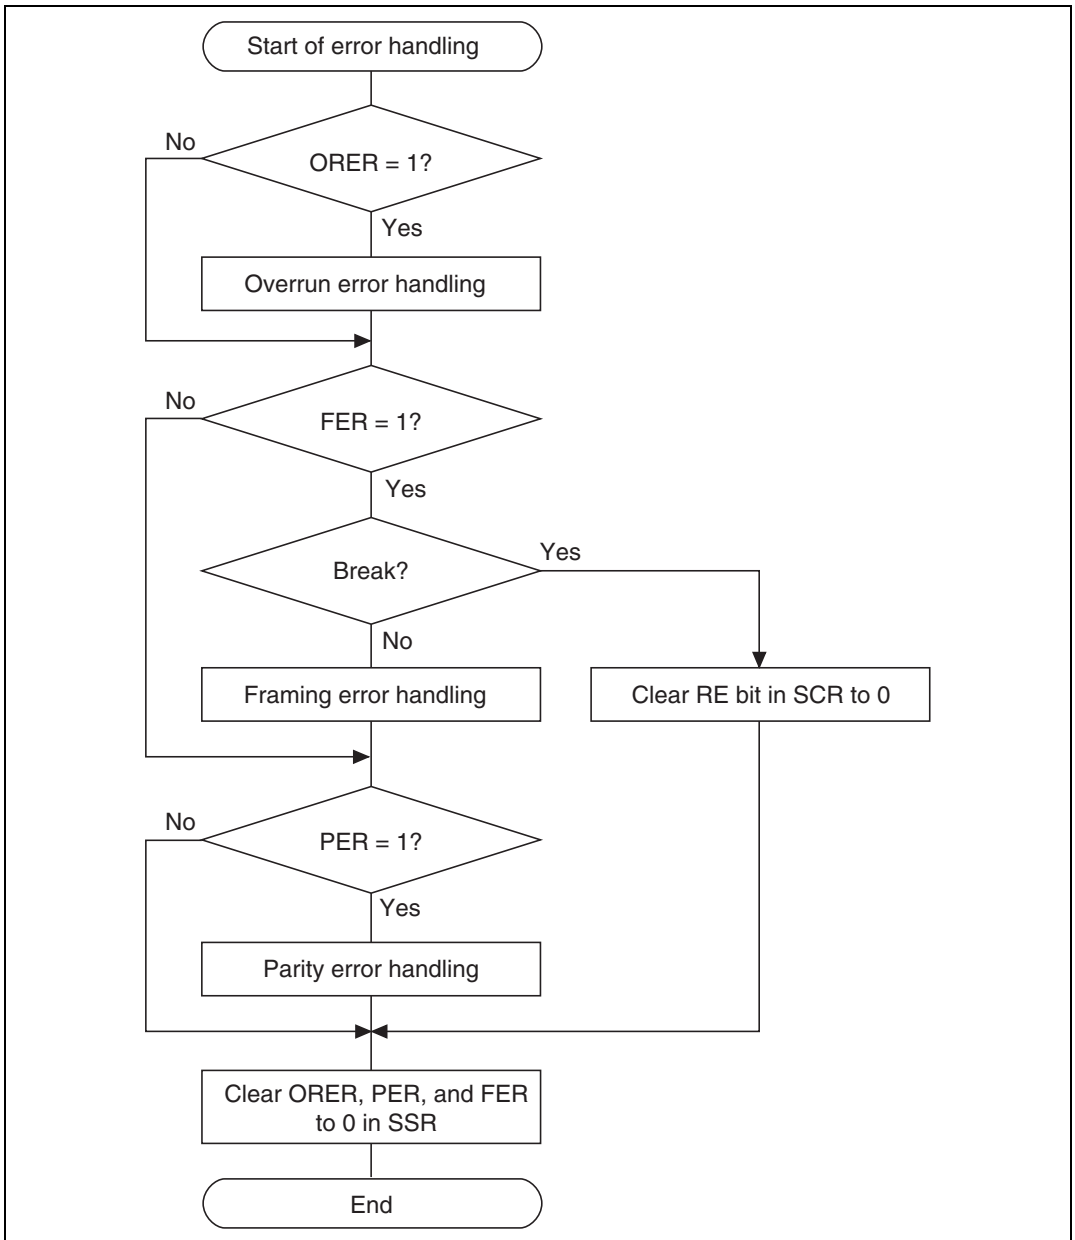 Start of error handling
No
ORER = 1?
Yes
Overrun error handling
No
FER = 1?
Yes
Break?
Yes
No
Framing error handling
Clear RE bit in SCR to 0
No
PER = 1?
Yes
Parity error handling
Clear ORER, PER, and FER
to 0 in SSR
End